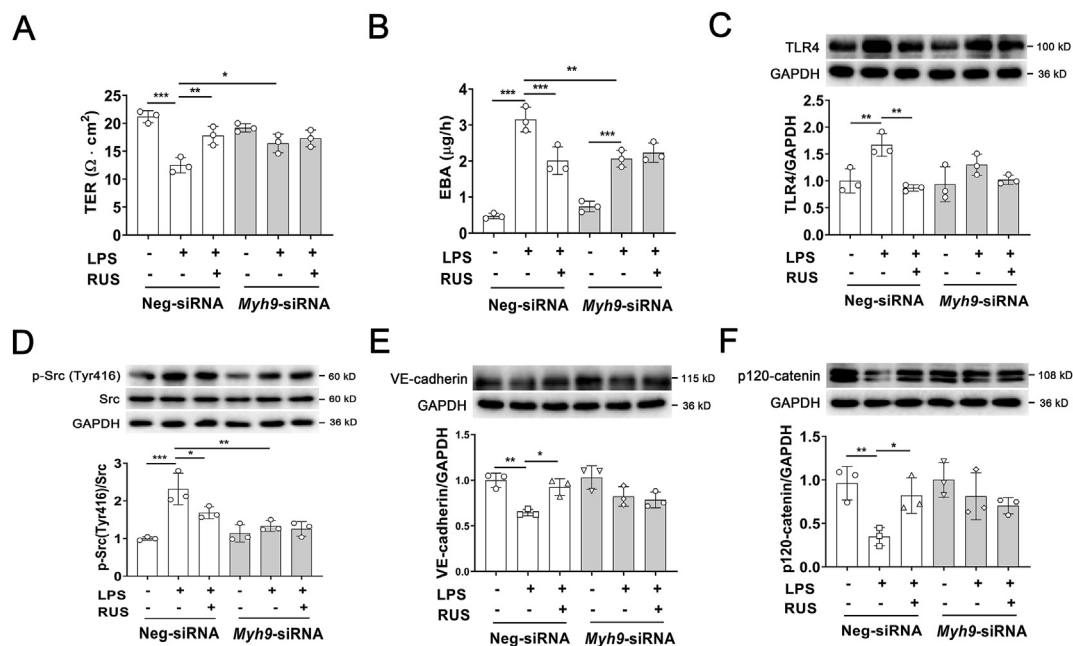 A
TER (Ω · cm²)
25
20
15
10
5
0
***
**
*
LPS - + + - + +
RUS - - + - - +
Neg-siRNA Myh9-siRNA
B
EBA (μg/h)
4
3
2
1
0
***
***
**
***
LPS - + + - + +
RUS - - + - - +
Neg-siRNA Myh9-siRNA
C
TLR4 100 kD
GAPDH 36 kD
TLR4/GAPDH
2.0
1.5
1.0
0.5
0.0
** **
LPS - + + - + +
RUS - - + - - +
Neg-siRNA Myh9-siRNA
D
p-Src (Tyr416) 60 kD
Src 60 kD
GAPDH 36 kD
p-Src(Tyr416)/Src
3
2
1
0
**
*** *
LPS - + + - + +
RUS - - + - - +
Neg-siRNA Myh9-siRNA
E
VE-cadherin 115 kD
GAPDH 36 kD
VE-cadherin/GAPDH
1.5
1.0
0.5
0.0
** *
LPS - + + - + +
RUS - - + - - +
Neg-siRNA Myh9-siRNA
F
p120-catenin 108 kD
GAPDH 36 kD
p120-catenin/GAPDH
1.5
1.0
0.5
0.0
** *
LPS - + + - + +
RUS - - + - - +
Neg-siRNA Myh9-siRNA